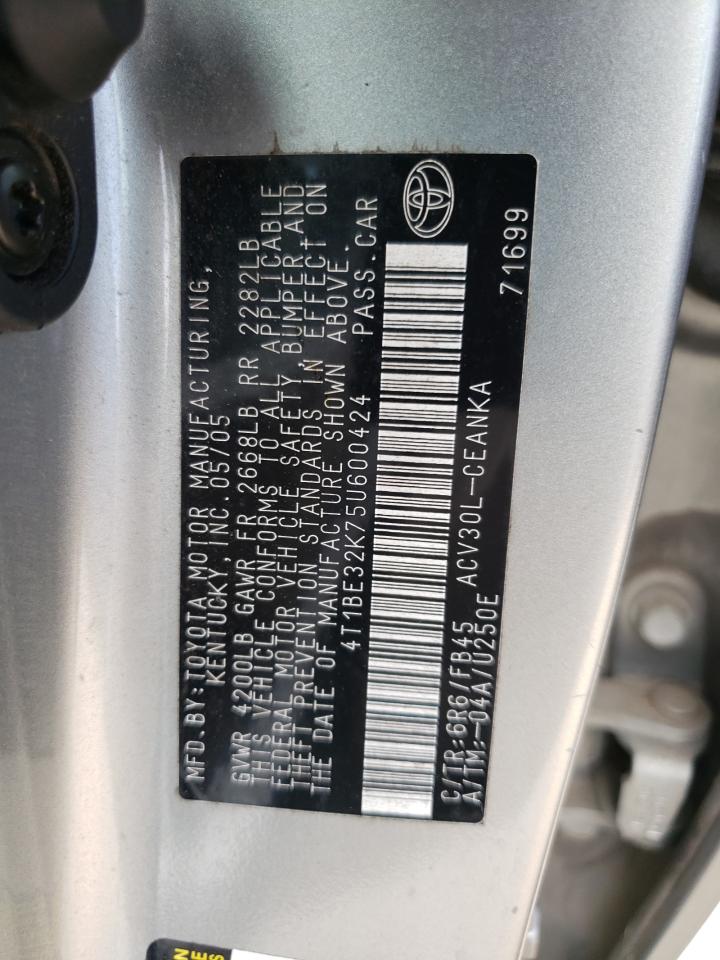 MFD.BY:TOYOTA MOTOR MANUFACTURING,
KENTUCKY, INC. 05/05
GVWR 4200LB GAWR FR 2668LB RR 2282LB
THIS VEHICLE CONFORMS TO ALL APPLICABLE
FEDERAL MOTOR VEHICLE SAFETY, BUMPER,AND
THEFT PREVENTION STANDARDS IN EFFECT ON
THE DATE OF MANUFACTURE SHOWN ABOVE.
4T1BE32K75U600424 PASS.CAR
C/TR:6R6/FB45 ACV30L-CEANKA
A/TM:-04A/U250E
71699